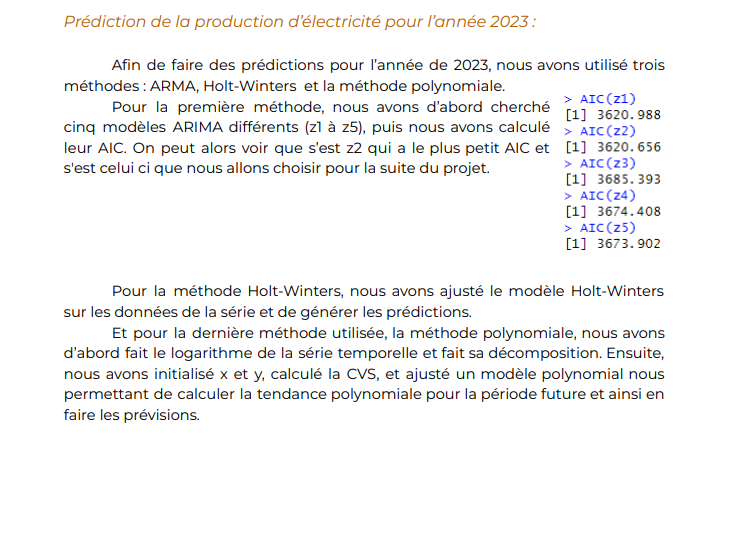 Prédiction de la production d’électricité pour l’année 2023 :
Afin de faire des prédictions pour l’année de 2023, nous avons utilisé trois
méthodes : ARMA, Holt-Winters et la méthode polynomiale.
Pour la première méthode, nous avons d’abord cherché
cinq modèles ARIMA différents (z1 à z5), puis nous avons calculé
leur AIC. On peut alors voir que s’est z2 qui a le plus petit AIC et
s'est celui ci que nous allons choisir pour la suite du projet.
> AIC(z1)
[1] 3620.988
> AIC(z2)
[1] 3620.656
> AIC(z3)
[1] 3685.393
> AIC(z4)
[1] 3674.408
> AIC(z5)
[1] 3673.902
Pour la méthode Holt-Winters, nous avons ajusté le modèle Holt-Winters
sur les données de la série et de générer les prédictions.
Et pour la dernière méthode utilisée, la méthode polynomiale, nous avons
d’abord fait le logarithme de la série temporelle et fait sa décomposition. Ensuite,
nous avons initialisé x et y, calculé la CVS, et ajusté un modèle polynomial nous
permettant de calculer la tendance polynomiale pour la période future et ainsi en
faire les prévisions.